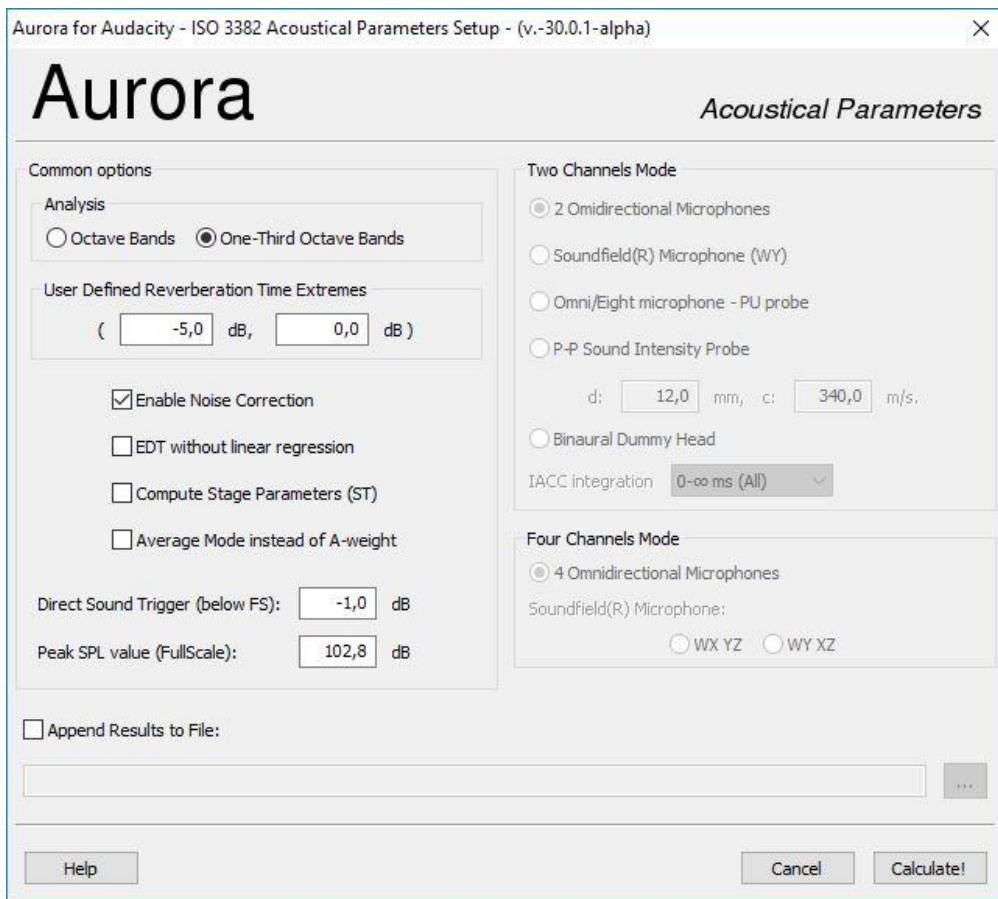 Aurora for Audacity - ISO 3382 Acoustical Parameters Setup - (v.-30.0.1-alpha)
Aurora
Acoustical Parameters
Common options
Analysis
Octave Bands One-Third Octave Bands
User Defined Reverberation Time Extremes
( -5,0 dB, 0,0 dB )
Enable Noise Correction
EDT without linear regression
Compute Stage Parameters (ST)
Average Mode instead of A-weight
Direct Sound Trigger (below FS): -1,0 dB
Peak SPL value (FullScale): 102,8 dB
Two Channels Mode
2 Omidirectional Microphones
Soundfield(R) Microphone (WY)
Omni/Eight microphone - PU probe
P-P Sound Intensity Probe
d: 12,0 mm, c: 340,0 m/s.
Binaural Dummy Head
IACC integration 0-∞ ms (All)
Four Channels Mode
4 Omnidirectional Microphones
Soundfield(R) Microphone:
WX YZ WY XZ
Append Results to File:
...
Help Cancel Calculate!